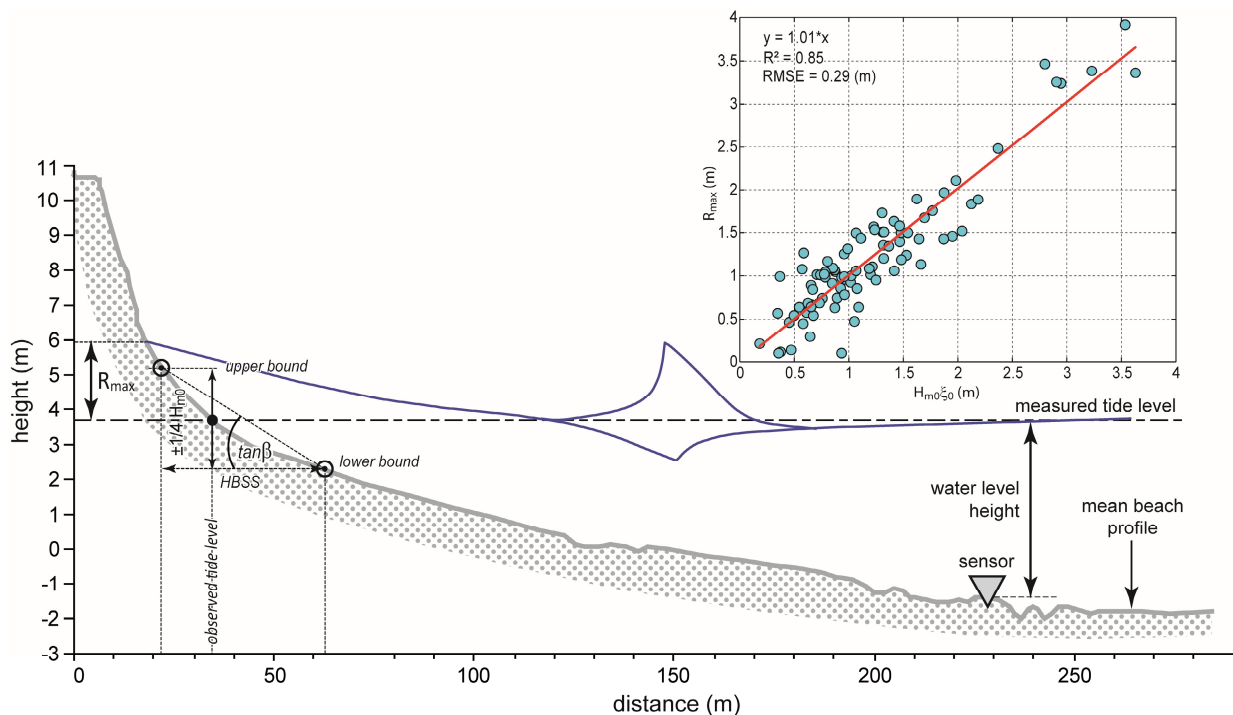 y = 1.01*x
R² = 0.85
RMSE = 0.29 (m)
4
3.5
3
2.5
2
1.5
1
0.5
0
R_max (m)
0
0.5
1
1.5
2
2.5
3
3.5
4
H_m0ξ_0 (m)
11
10
9
8
7
6
5
4
3
2
1
0
-1
-2
-3
height (m)
R_max
upper bound
±1/4 H_m0
tanβ
HBSS
lower bound
observed tide-level
measured tide level
water level
height
mean beach
profile
sensor
0
50
100
150
200
250
distance (m)